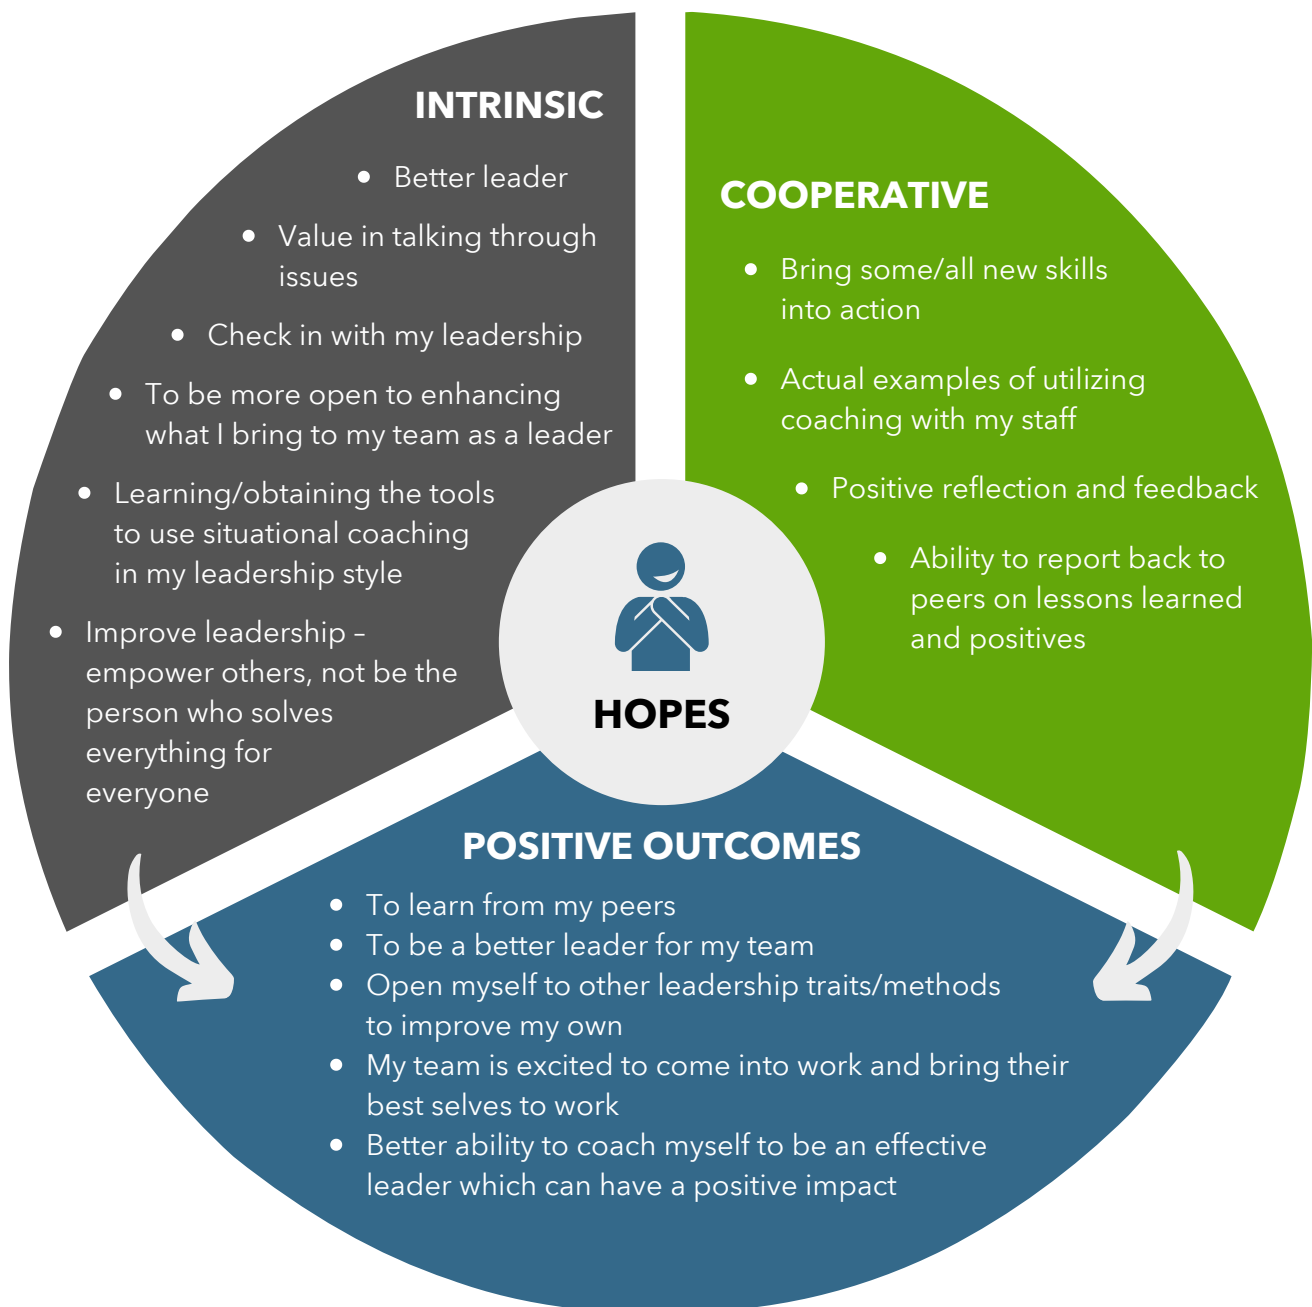 INTRINSIC
• Better leader
• Value in talking through
issues
• Check in with my leadership
• To be more open to enhancing
what I bring to my team as a leader
• Learning/obtaining the tools
to use situational coaching
in my leadership style
• Improve leadership –
empower others, not be the
person who solves
everything for
everyone
COOPERATIVE
• Bring some/all new skills
into action
• Actual examples of utilizing
coaching with my staff
• Positive reflection and feedback
• Ability to report back to
peers on lessons learned
and positives
HOPES
POSITIVE OUTCOMES
• To learn from my peers
• To be a better leader for my team
• Open myself to other leadership traits/methods
to improve my own
• My team is excited to come into work and bring their
best selves to work
• Better ability to coach myself to be an effective
leader which can have a positive impact